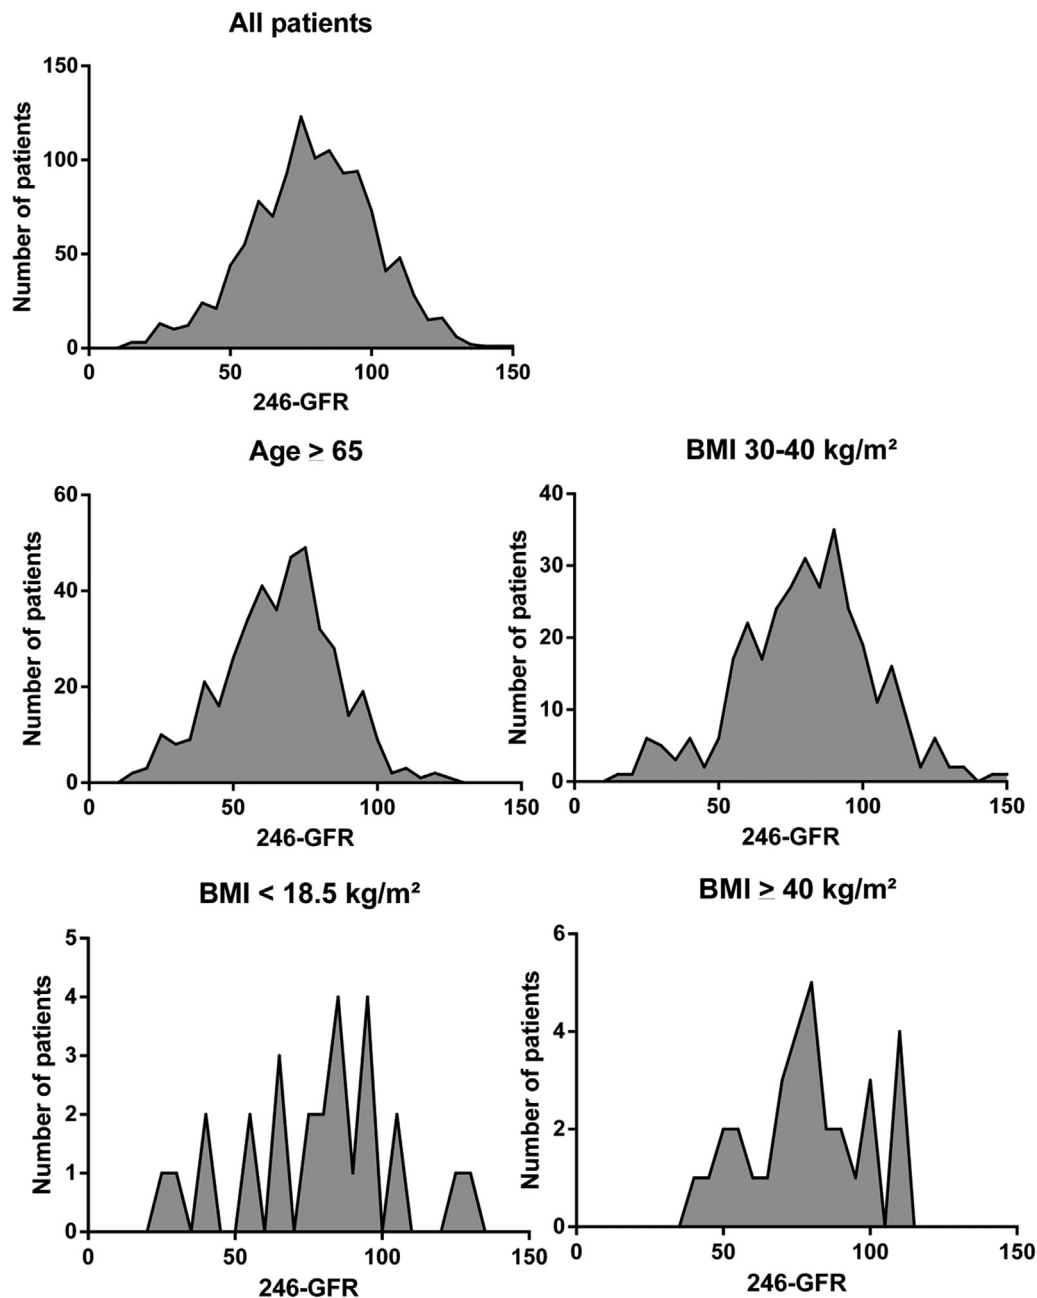 All patients
Number of patients
150
100
50
0
0 50 100 150
246-GFR
Age ≥ 65
Number of patients
60
40
20
0
0 50 100 150
246-GFR
BMI 30-40 kg/m²
Number of patients
40
30
20
10
0
0 50 100 150
246-GFR
BMI < 18.5 kg/m²
Number of patients
5
4
3
2
1
0
0 50 100 150
246-GFR
BMI ≥ 40 kg/m²
Number of patients
6
4
2
0
0 50 100 150
246-GFR